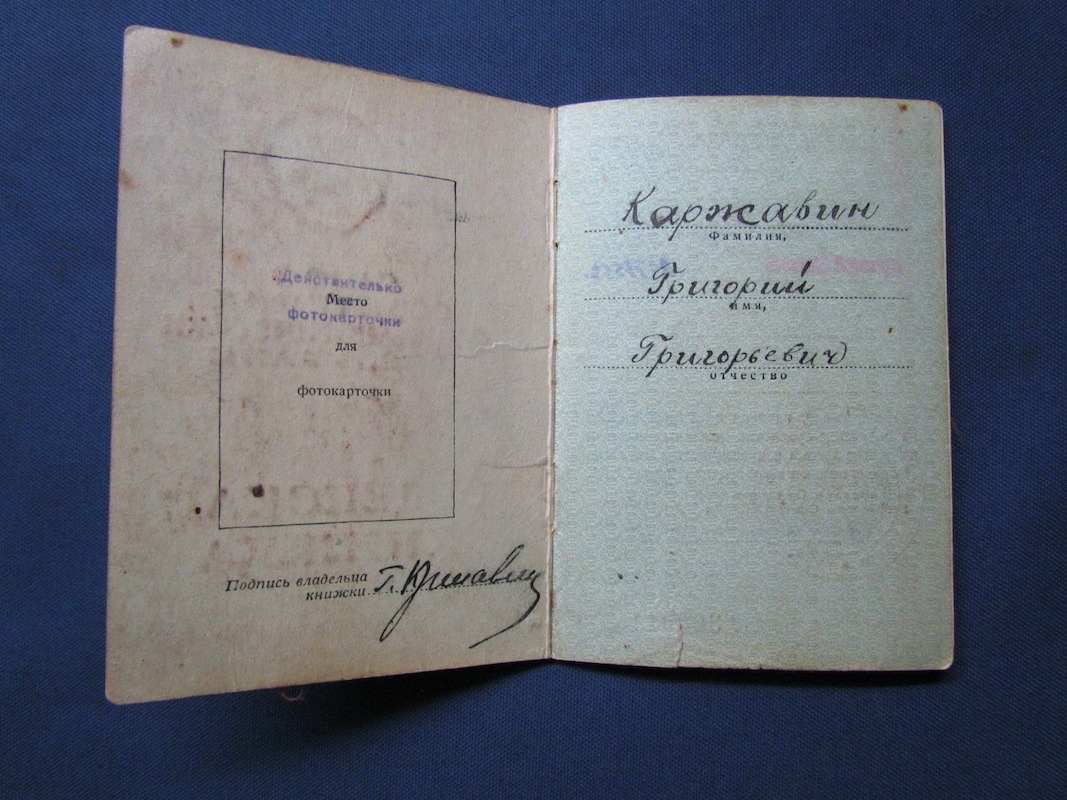 Действительно
Место
фотокарточки
для
фотокарточки
Подпись владельца
книжки
Каржавин
Фамилия,
Григорий
имя,
Григорьевич
отчество